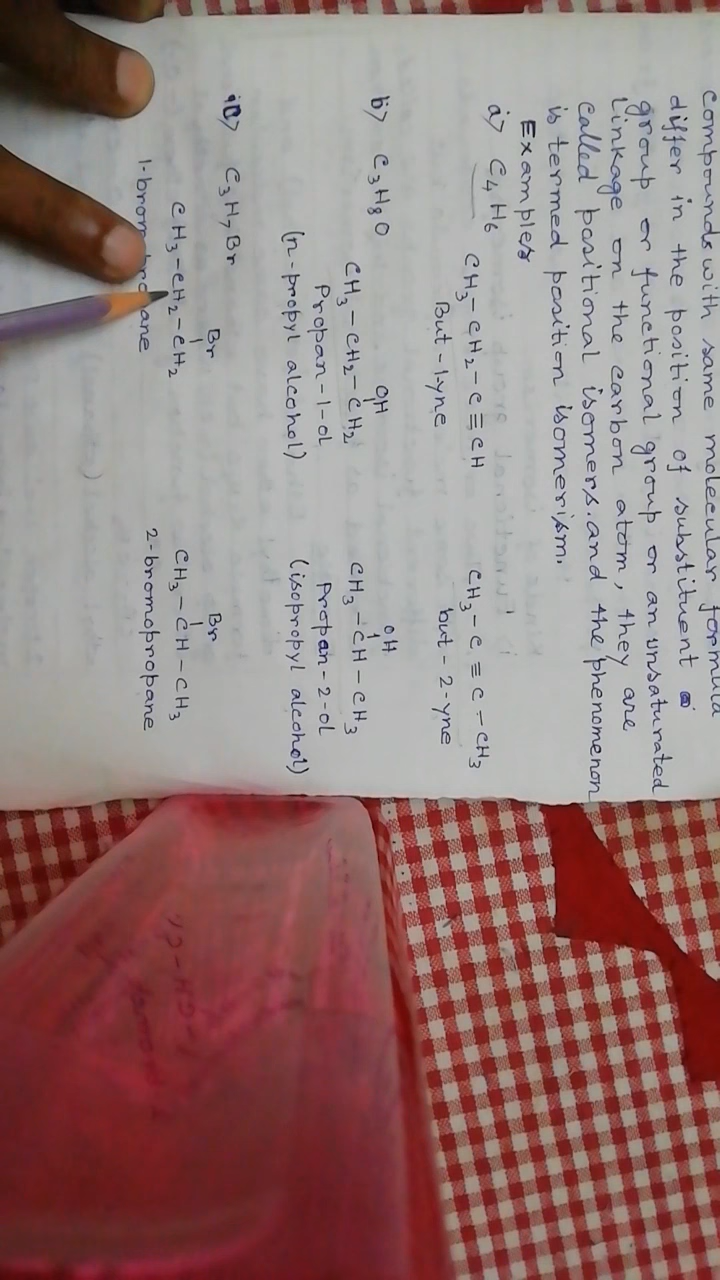 compounds with same molecular formula
differ in the position of substituent
group or functional group or an unsaturated
linkage on the carbon atom, they are
called positional isomers. and the phenomenon
is termed position isomerism.
Examples
a> C4H6
CH3 – CH2 – C ≡ CH CH3 – C ≡ C – CH3
But-1-yne but-2-yne
b> C3H8O
OH OH
CH3 – CH2 – CH2 CH3 – CH – CH3
Propan-1-ol Propan-2-ol
(n-propyl alcohol) (isopropyl alcohol)
c> C3H7Br
Br Br
CH3 – CH2 – CH2 CH3 – CH – CH3
2-bromopropane